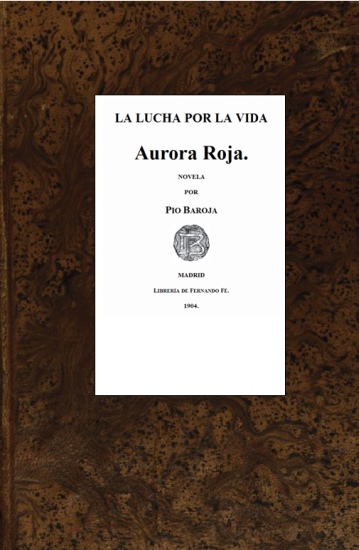 LA LUCHA POR LA VIDA
Aurora Roja.
NOVELA
POR
PIO BAROJA
MADRID
LIBRERÍA DE FERNANDO FE.
1904.